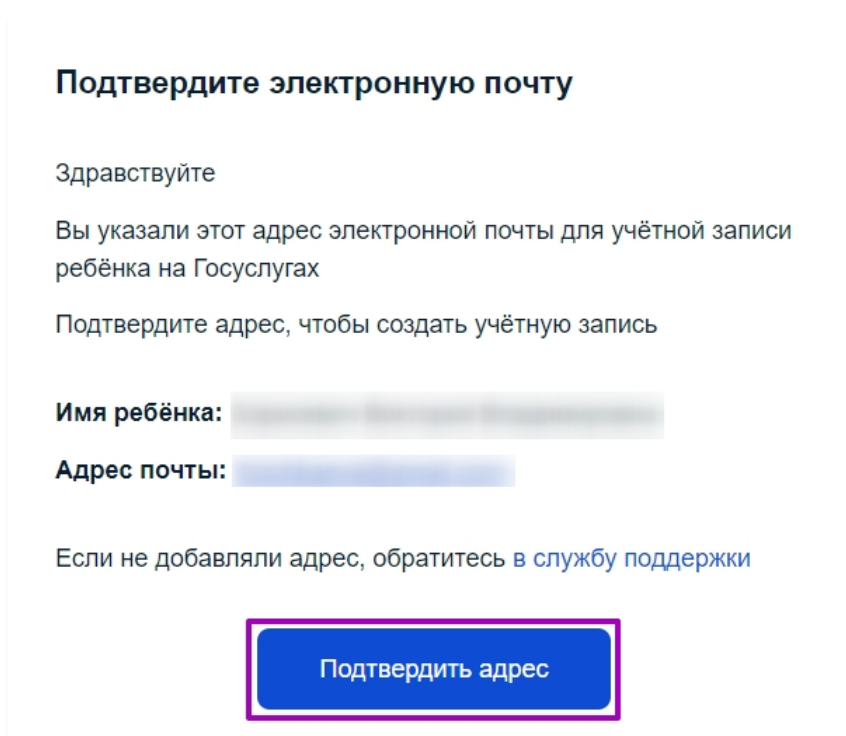 Подтвердите электронную почту
Здравствуйте
Вы указали этот адрес электронной почты для учётной записи
ребёнка на Госуслугах
Подтвердите адрес, чтобы создать учётную запись
Имя ребёнка:
Адрес почты:
Если не добавляли адрес, обратитесь в службу поддержки
Подтвердить адрес